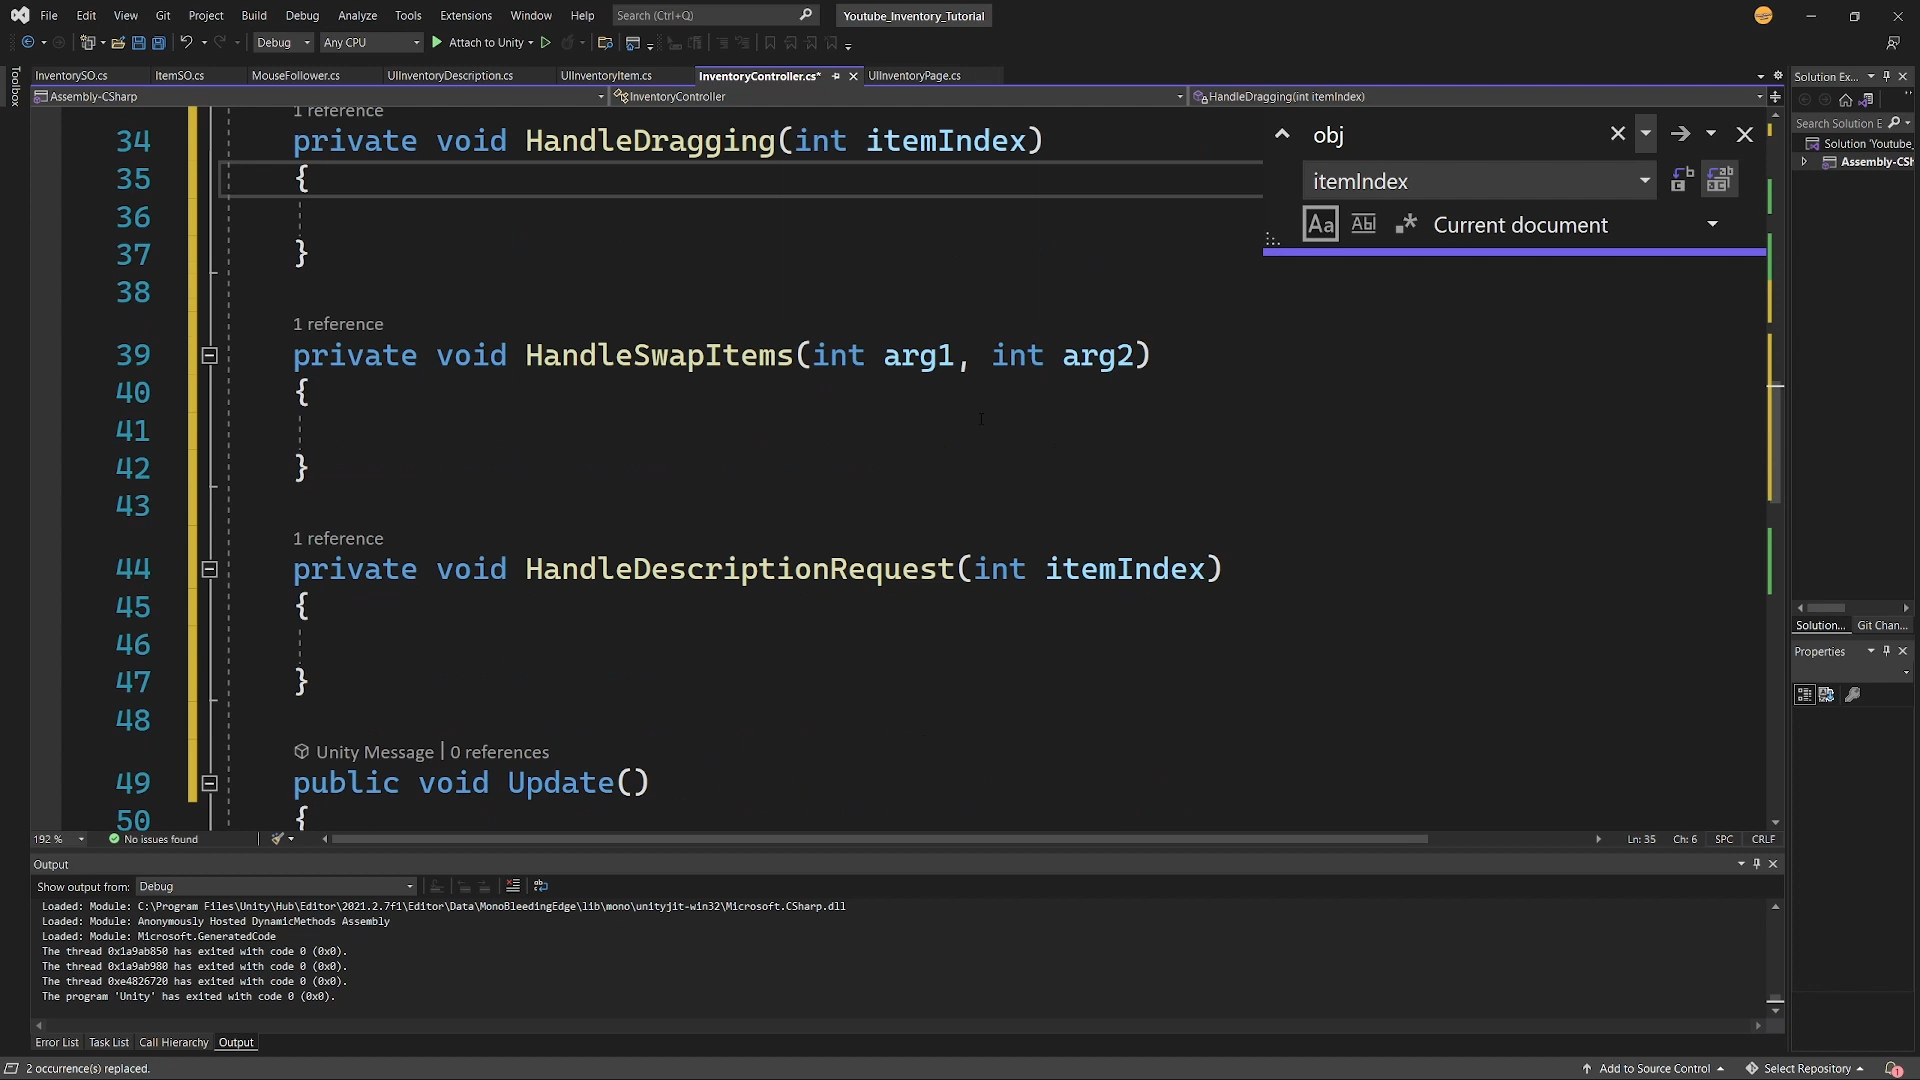 File Edit View Git Project Build Debug Analyze Tools Extensions Window Help Search (Ctrl+Q) Youtube_Inventory_Tutorial
Debug Any CPU Attach to Unity
Toolbox
InventorySO.cs ItemSO.cs MouseFollower.cs UIInventoryDescription.cs UIInventoryItem.cs InventoryController.cs* UIInventoryPage.cs
Assembly-CSharp InventoryController HandleDragging(int itemIndex)
1 reference
34 private void HandleDragging(int itemIndex)
35 {
36
37 }
38
1 reference
39 private void HandleSwapItems(int arg1, int arg2)
40 {
41
42 }
43
1 reference
44 private void HandleDescriptionRequest(int itemIndex)
45 {
46
47 }
48
Unity Message | 0 references
49 public void Update()
50 {
obj
itemIndex
Aa Abl .* Current document
Solution Ex...
Search Solution E
Solution 'Youtube_
Assembly-CSH
Solution... Git Chan...
Properties
192 % No issues found Ln: 35 Ch: 6 SPC CRLF
Output
Show output from: Debug
Loaded: Module: C:\Program Files\Unity\Hub\Editor\2021.2.7f1\Editor\Data\MonoBleedingEdge\lib\mono\unityjit-win32\Microsoft.CSharp.dll
Loaded: Module: Anonymously Hosted DynamicMethods Assembly
Loaded: Module: Microsoft.GeneratedCode
The thread 0x1a9ab850 has exited with code 0 (0x0).
The thread 0x1a9ab980 has exited with code 0 (0x0).
The thread 0xe4826720 has exited with code 0 (0x0).
The program 'Unity' has exited with code 0 (0x0).
Error List Task List Call Hierarchy Output
2 occurrence(s) replaced. Add to Source Control Select Repository 1